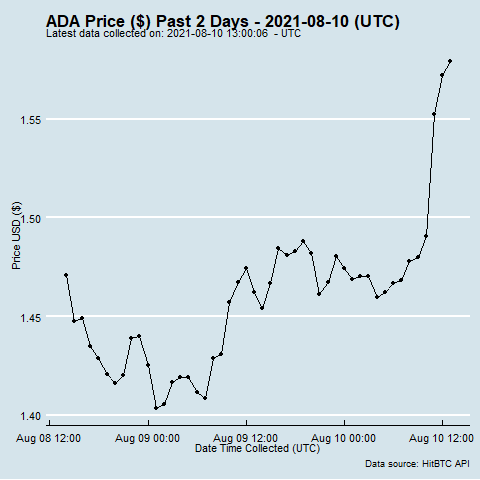 ADA Price ($) Past 2 Days - 2021-08-10 (UTC)
Latest data collected on: 2021-08-10 13:00:06 - UTC
Price USD ($)
1.55
1.50
1.45
1.40
Aug 08 12:00 Aug 09 00:00 Aug 09 12:00 Aug 10 00:00 Aug 10 12:00
Date Time Collected (UTC)
Data source: HitBTC API